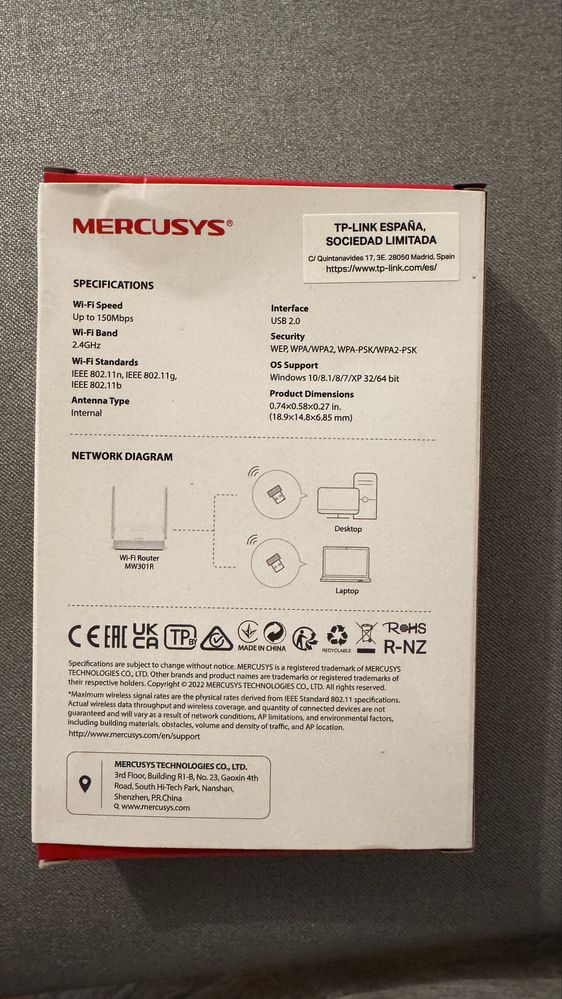 MERCUSYS®
TP-LINK ESPAÑA,
SOCIEDAD LIMITADA
C/ Quintanavides 17, 3E. 28050 Madrid, Spain
https://www.tp-link.com/es/
SPECIFICATIONS
Wi-Fi Speed
Up to 150Mbps
Wi-Fi Band
2.4GHz
Wi-Fi Standards
IEEE 802.11n, IEEE 802.11g,
IEEE 802.11b
Antenna Type
Internal
Interface
USB 2.0
Security
WEP, WPA/WPA2, WPA-PSK/WPA2-PSK
OS Support
Windows 10/8.1/8/7/XP 32/64 bit
Product Dimensions
0.74×0.58×0.27 in.
(18.9×14.8×6.85 mm)
NETWORK DIAGRAM
Wi-Fi Router
MW301R
Desktop
Laptop
CE EAC UK CA TP BY MADE IN CHINA RECYCLABLE RoHS
R-NZ
Specifications are subject to change without notice. MERCUSYS is a registered trademark of MERCUSYS
TECHNOLOGIES CO., LTD. Other brands and product names are trademarks or registered trademarks of
their respective holders. Copyright © 2022 MERCUSYS TECHNOLOGIES CO., LTD. All rights reserved.
*Maximum wireless signal rates are the physical rates derived from IEEE Standard 802.11 specifications.
Actual wireless data throughput and wireless coverage, and quantity of connected devices are not
guaranteed and will vary as a result of network conditions, AP limitations, and environmental factors,
including building materials, obstacles, volume and density of traffic, and AP location.
http://www.mercusys.com/en/support
MERCUSYS TECHNOLOGIES CO., LTD.
3rd Floor, Building R1-B, No. 23, Gaoxin 4th
Road, South Hi-Tech Park, Nanshan,
Shenzhen, P.R.China
www.mercusys.com